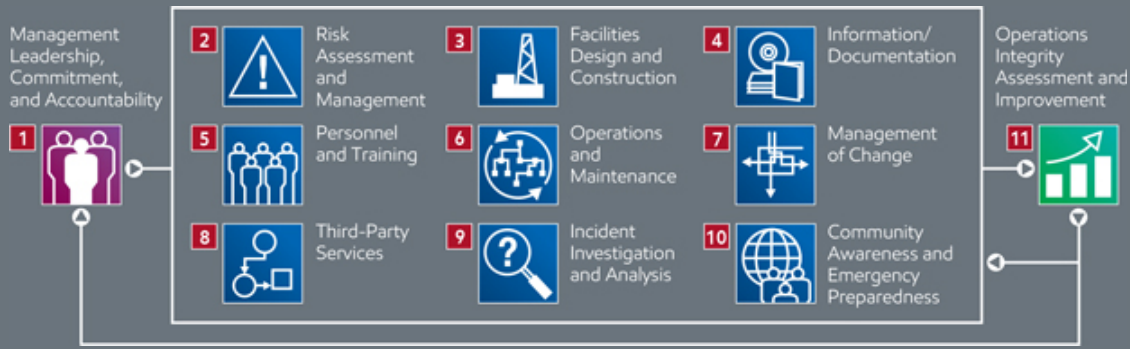 Management
Leadership,
Commitment,
and Accountability
1
2
Risk
Assessment
and
Management
3
Facilities
Design and
Construction
4
Information/
Documentation
5
Personnel
and Training
6
Operations
and
Maintenance
7
Management
of Change
8
Third-Party
Services
9
Incident
Investigation
and Analysis
10
Community
Awareness and
Emergency
Preparedness
Operations
Integrity
Assessment and
Improvement
11